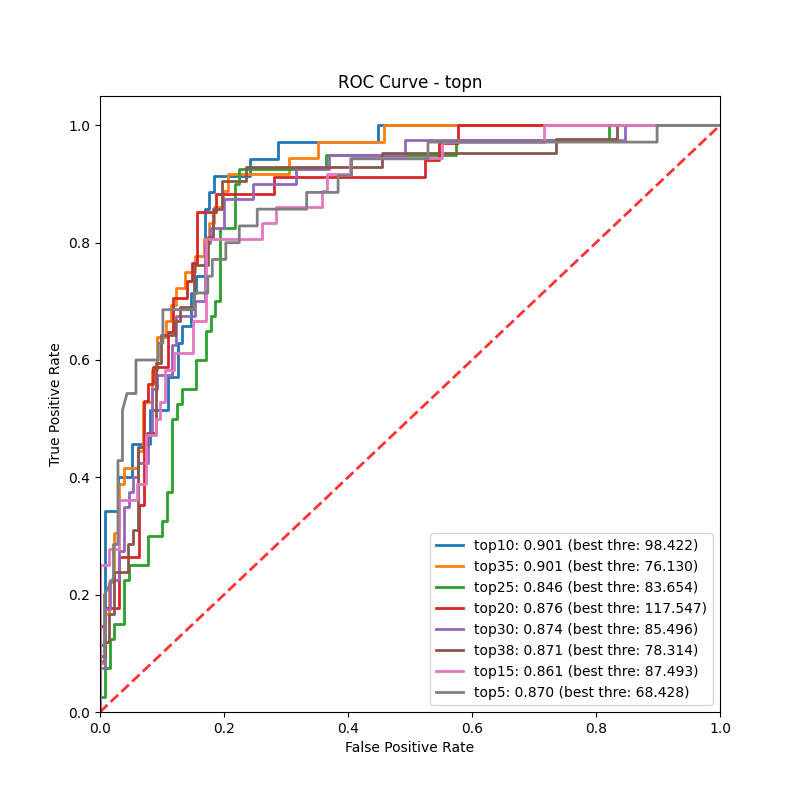 ROC Curve - topn
True Positive Rate
1.0
0.8
0.6
0.4
0.2
0.0
top10: 0.901 (best thre: 98.422)
top35: 0.901 (best thre: 76.130)
top25: 0.846 (best thre: 83.654)
top20: 0.876 (best thre: 117.547)
top30: 0.874 (best thre: 85.496)
top38: 0.871 (best thre: 78.314)
top15: 0.861 (best thre: 87.493)
top5: 0.870 (best thre: 68.428)
0.0 0.2 0.4 0.6 0.8 1.0
False Positive Rate